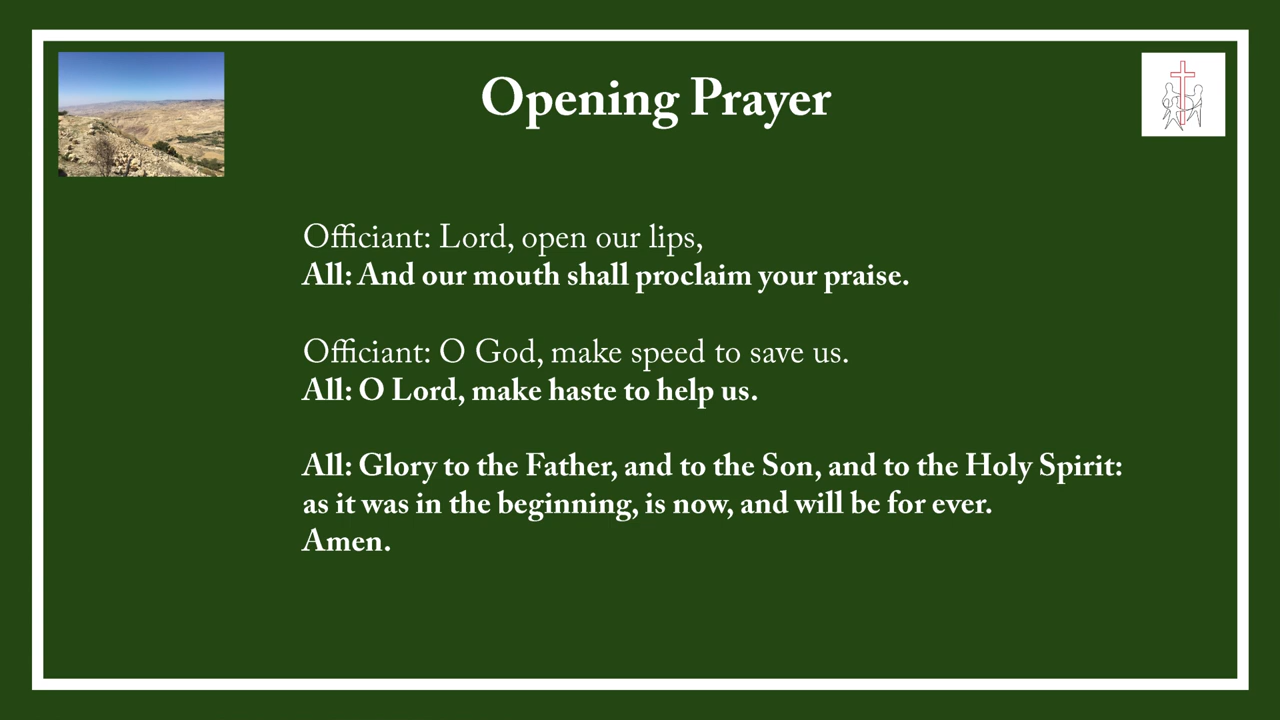 Opening Prayer
Officiant: Lord, open our lips,
All: And our mouth shall proclaim your praise.
Officiant: O God, make speed to save us.
All: O Lord, make haste to help us.
All: Glory to the Father, and to the Son, and to the Holy Spirit:
as it was in the beginning, is now, and will be for ever.
Amen.